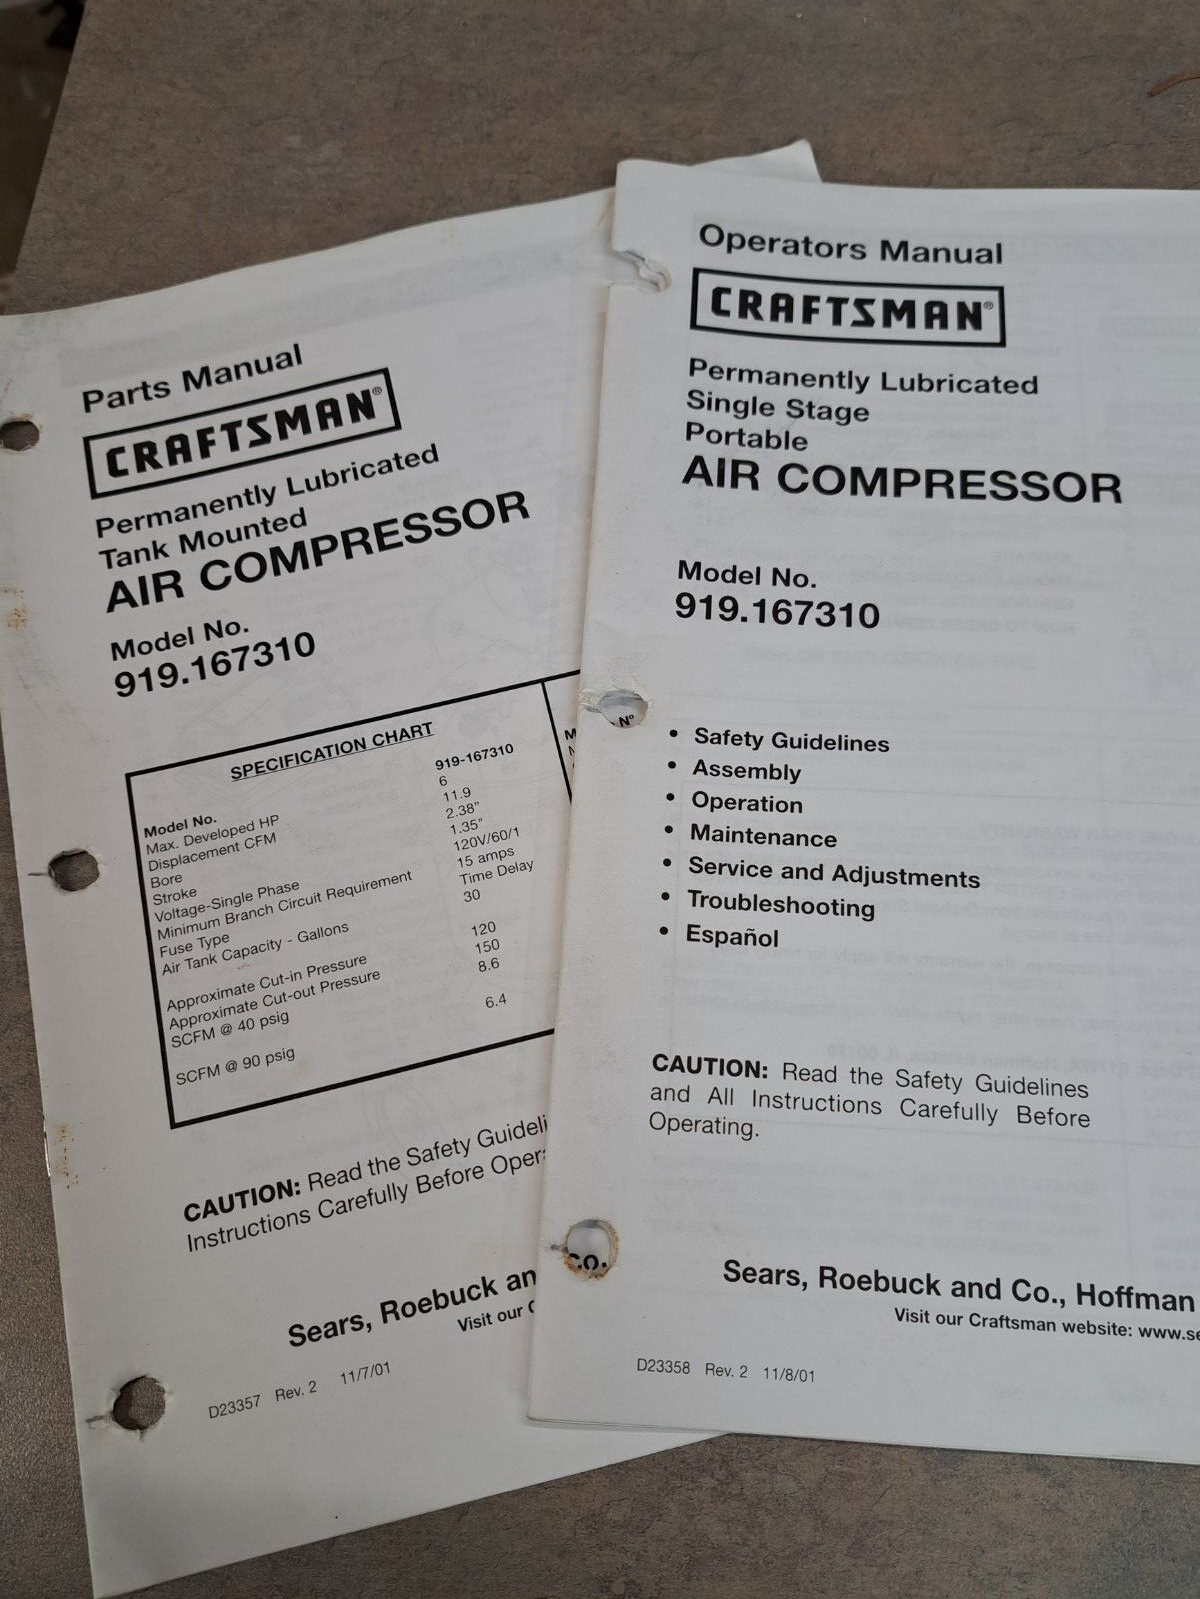 Parts Manual
CRAFTSMAN®
Permanently Lubricated
Tank Mounted
AIR COMPRESSOR
Model No.
919.167310
SPECIFICATION CHART
Model No. 919-167310
Max. Developed HP 6
Displacement CFM 11.9
Bore 2.38"
Stroke 1.35"
Voltage-Single Phase 120V/60/1
Minimum Branch Circuit Requirement 15 amps
Fuse Type Time Delay
Air Tank Capacity - Gallons 30
Approximate Cut-in Pressure 120
Approximate Cut-out Pressure 150
SCFM @ 40 psig 8.6
SCFM @ 90 psig 6.4
CAUTION: Read the Safety Guideli
Instructions Carefully Before Oper
Sears, Roebuck an
Visit our
D23357 Rev. 2 11/7/01
Operators Manual
CRAFTSMAN®
Permanently Lubricated
Single Stage
Portable
AIR COMPRESSOR
Model No.
919.167310
Nº
• Safety Guidelines
• Assembly
• Operation
• Maintenance
• Service and Adjustments
• Troubleshooting
• Español
CAUTION: Read the Safety Guidelines
and All Instructions Carefully Before
Operating.
Co.
Sears, Roebuck and Co., Hoffman
Visit our Craftsman website: www.se
D23358 Rev. 2 11/8/01